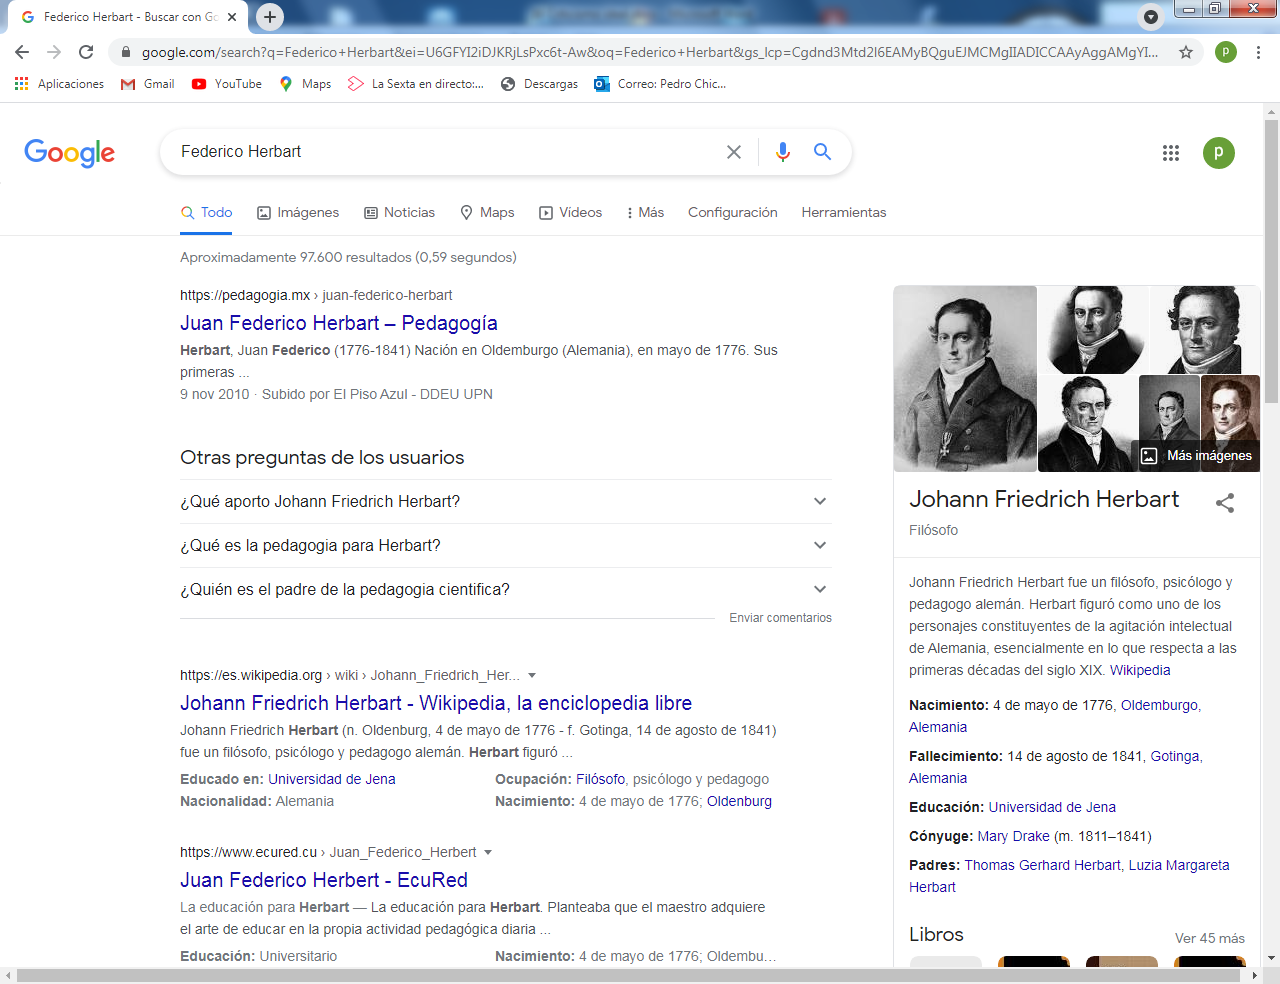 Federico Herbart - Buscar con Go
google.com/search?q=Federico+Herbart&ei=U6GFYI2iDJKRjLsPxc6t-Aw&oq=Federico+Herbart&gs_lcp=Cgdnd3Mtd2l6EAMyBQguEJMCMgIIADICCAAyAggAMgYI...
p
Aplicaciones Gmail YouTube Maps La Sexta en directo:... Descargas Correo: Pedro Chic...
Google
Federico Herbart
p
Todo Imágenes Noticias Maps Vídeos Más Configuración Herramientas
Aproximadamente 97.600 resultados (0,59 segundos)
https://pedagogia.mx › juan-federico-herbart
Juan Federico Herbart – Pedagogía
Herbart, Juan Federico (1776-1841) Nación en Oldemburgo (Alemania), en mayo de 1776. Sus
primeras ...
9 nov 2010 · Subido por El Piso Azul - DDEU UPN
Otras preguntas de los usuarios
¿Qué aporto Johann Friedrich Herbart?
¿Qué es la pedagogia para Herbart?
¿Quién es el padre de la pedagogia cientifica?
Enviar comentarios
https://es.wikipedia.org › wiki › Johann_Friedrich_Her...
Johann Friedrich Herbart - Wikipedia, la enciclopedia libre
Johann Friedrich Herbart (n. Oldenburg, 4 de mayo de 1776 - f. Gotinga, 14 de agosto de 1841)
fue un filósofo, psicólogo y pedagogo alemán. Herbart figuró ...
Educado en: Universidad de Jena
Ocupación: Filósofo, psicólogo y pedagogo
Nacionalidad: Alemania
Nacimiento: 4 de mayo de 1776; Oldenburg
https://www.ecured.cu › Juan_Federico_Herbert
Juan Federico Herbert - EcuRed
La educación para Herbart — La educación para Herbart. Planteaba que el maestro adquiere
el arte de educar en la propia actividad pedagógica diaria ...
Educación: Universitario
Nacimiento: 4 de mayo de 1776; Oldembu...
Más imágenes
Johann Friedrich Herbart
Filósofo
Johann Friedrich Herbart fue un filósofo, psicólogo y
pedagogo alemán. Herbart figuró como uno de los
personajes constituyentes de la agitación intelectual
de Alemania, esencialmente en lo que respecta a las
primeras décadas del siglo XIX. Wikipedia
Nacimiento: 4 de mayo de 1776, Oldemburgo,
Alemania
Fallecimiento: 14 de agosto de 1841, Gotinga,
Alemania
Educación: Universidad de Jena
Cónyuge: Mary Drake (m. 1811–1841)
Padres: Thomas Gerhard Herbart, Luzia Margareta
Herbart
Libros
Ver 45 más